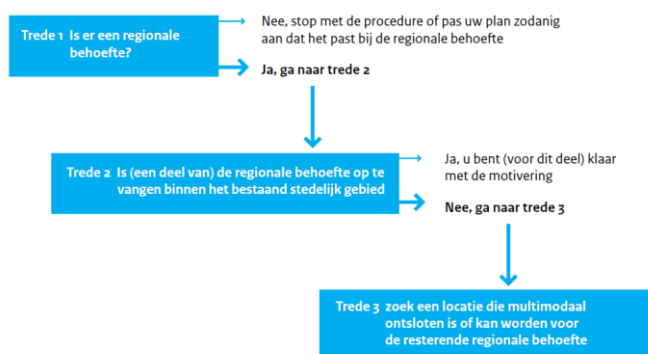 Trede 1 Is er een regionale
behoefte?
Nee, stop met de procedure of pas uw plan zodanig
aan dat het past bij de regionale behoefte
Ja, ga naar trede 2
Trede 2 Is (een deel van) de regionale behoefte op te
vangen binnen het bestaand stedelijk gebied
Ja, u bent (voor dit deel) klaar
met de motivering
Nee, ga naar trede 3
Trede 3 zoek een locatie die multimodaal
ontsloten is of kan worden voor
de resterende regionale behoefte